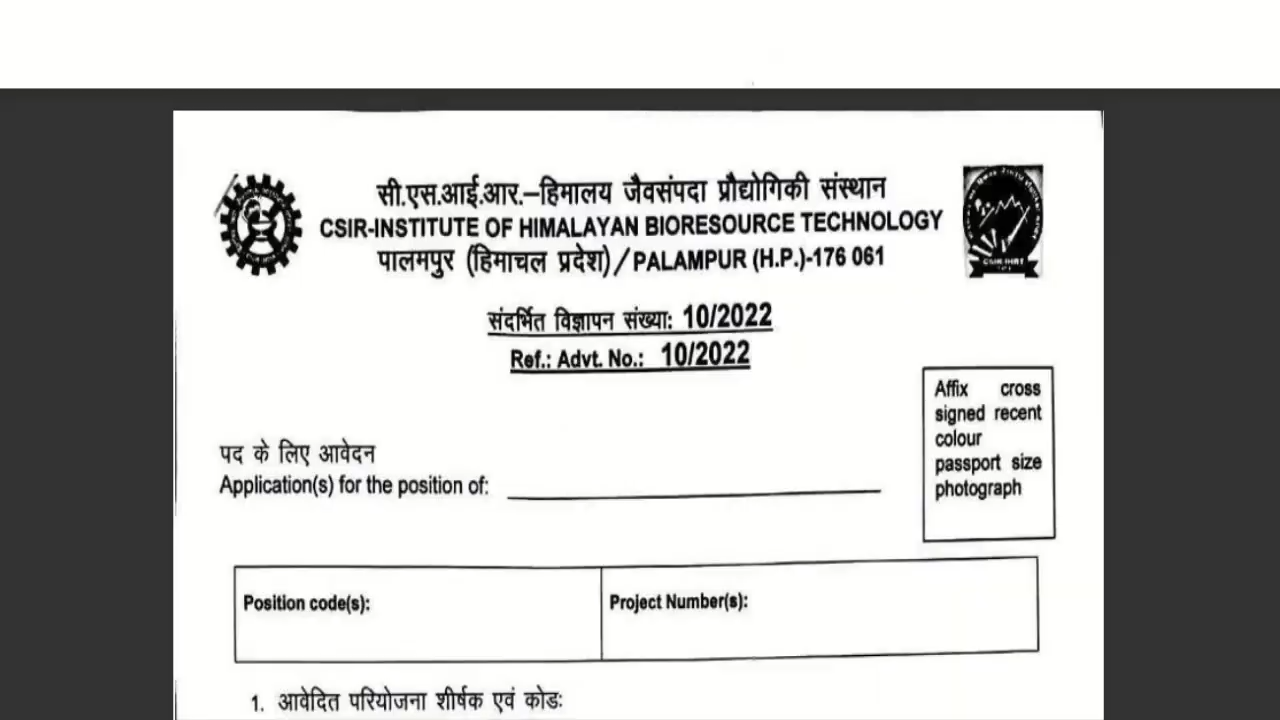 सी.एस.आई.आर.–हिमालय जैवसंपदा प्रौद्योगिकी संस्थान
CSIR-INSTITUTE OF HIMALAYAN BIORESOURCE TECHNOLOGY
पालमपुर (हिमाचल प्रदेश)/PALAMPUR (H.P.)-176 061
संदर्भित विज्ञापन संख्या: 10/2022
Ref.: Advt. No.: 10/2022
Affix cross
signed recent
colour
passport size
photograph
पद के लिए आवेदन
Application(s) for the position of:
Position code(s):
Project Number(s):
1. आवेदित परियोजना शीर्षक एवं कोडः